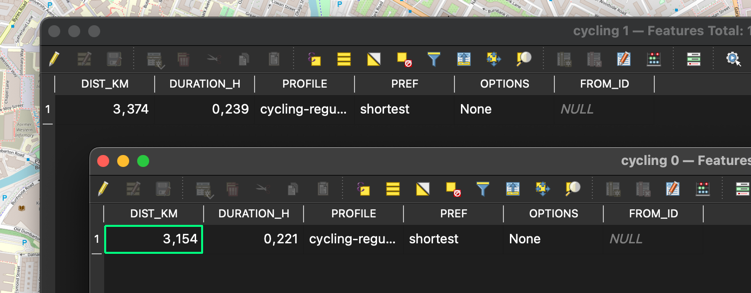 cycling 1 — Features Total: 1
DIST_KM DURATION_H PROFILE PREF OPTIONS FROM_ID
1 3,374 0,239 cycling-regu... shortest None NULL
cycling 0 — Features
DIST_KM DURATION_H PROFILE PREF OPTIONS FROM_ID
1 3,154 0,221 cycling-regu... shortest None NULL